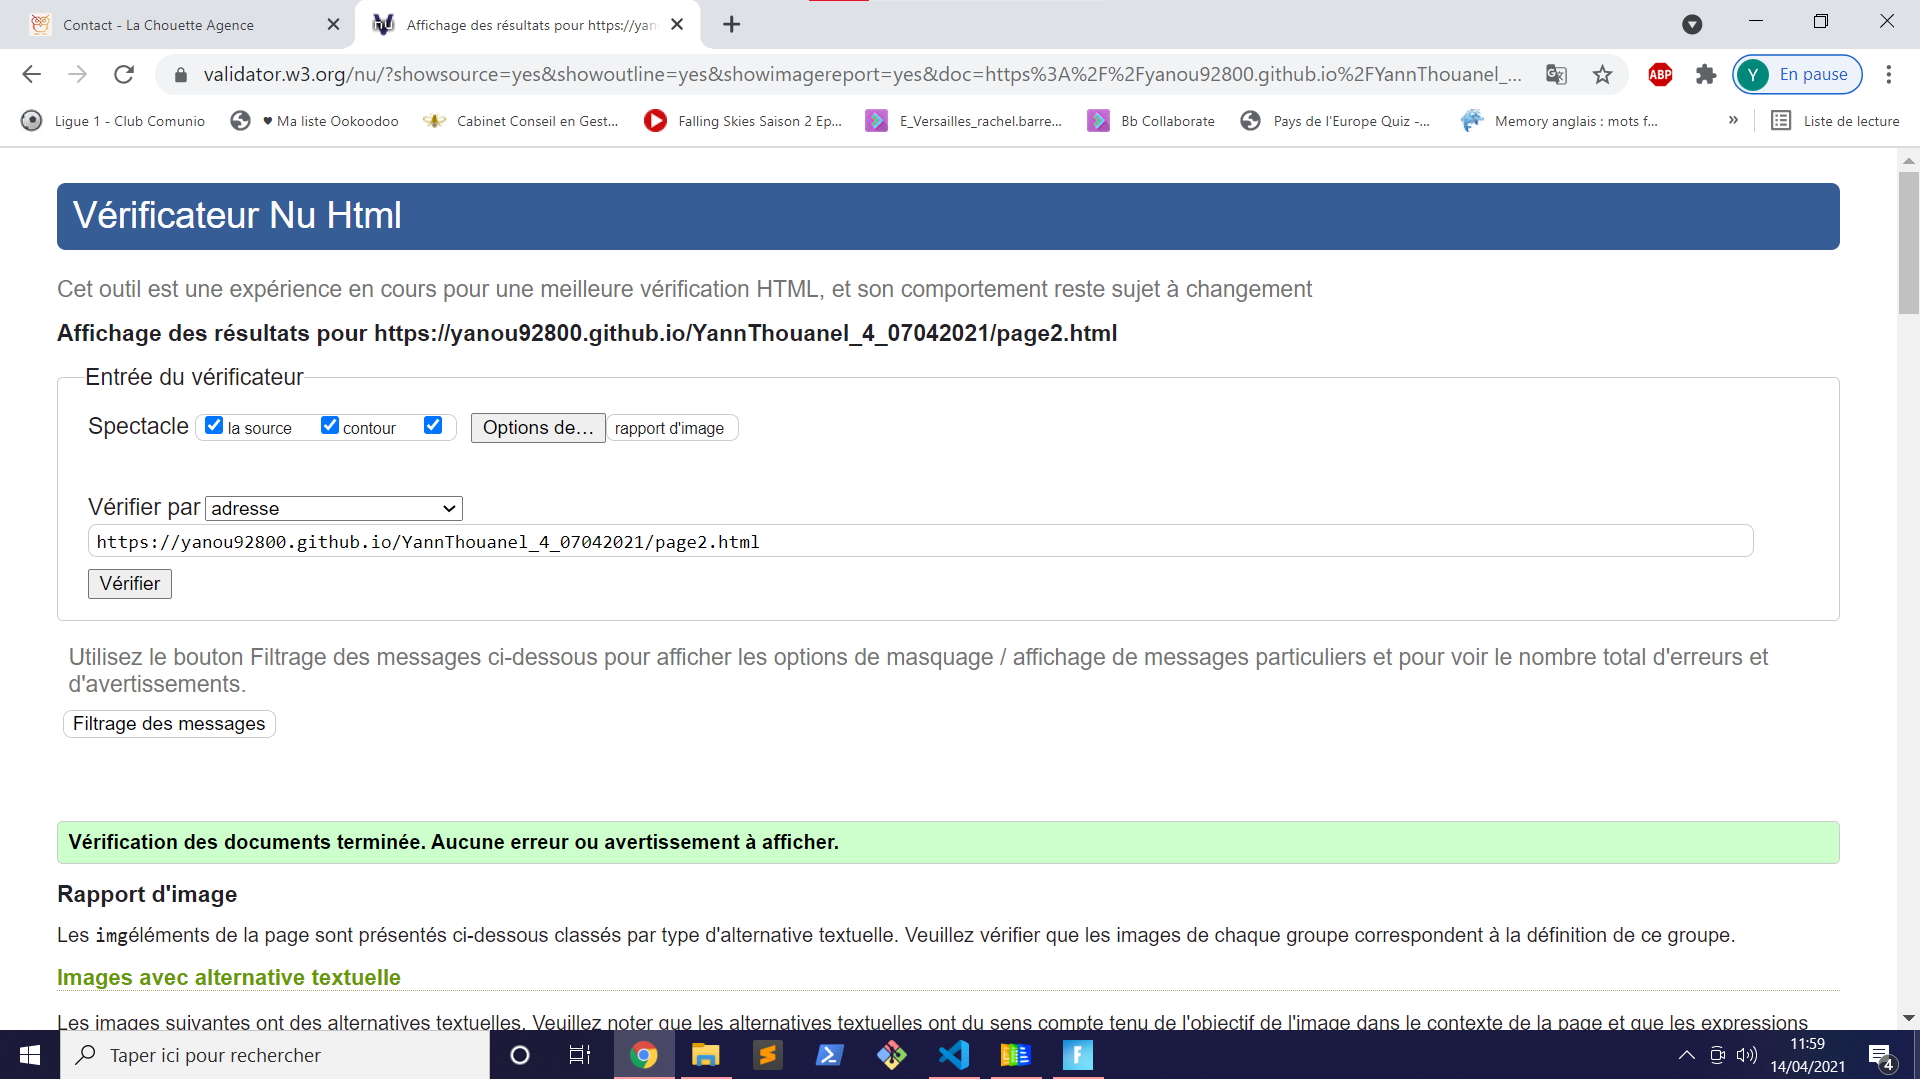 Contact - La Chouette Agence
Affichage des résultats pour https://yan
validator.w3.org/nu/?showsource=yes&showoutline=yes&showimagereport=yes&doc=https%3A%2F%2Fyanou92800.github.io%2FYannThouanel_...
ABP
Y
En pause
Ligue 1 - Club Comunio
♥ Ma liste Ookoodoo
Cabinet Conseil en Gest...
Falling Skies Saison 2 Ep...
E_Versailles_rachel.barre...
Bb Collaborate
Pays de l'Europe Quiz -...
Memory anglais : mots f...
»
Liste de lecture
Vérificateur Nu Html
Cet outil est une expérience en cours pour une meilleure vérification HTML, et son comportement reste sujet à changement
Affichage des résultats pour https://yanou92800.github.io/YannThouanel_4_07042021/page2.html
Entrée du vérificateur
Spectacle la source contour Options de... rapport d'image
Vérifier par adresse
https://yanou92800.github.io/YannThouanel_4_07042021/page2.html
Vérifier
Utilisez le bouton Filtrage des messages ci-dessous pour afficher les options de masquage / affichage de messages particuliers et pour voir le nombre total d'erreurs et
d'avertissements.
Filtrage des messages
Vérification des documents terminée. Aucune erreur ou avertissement à afficher.
Rapport d'image
Les imgéléments de la page sont présentés ci-dessous classés par type d'alternative textuelle. Veuillez vérifier que les images de chaque groupe correspondent à la définition de ce groupe.
Images avec alternative textuelle
Les images suivantes ont des alternatives textuelles. Veuillez noter que les alternatives textuelles ont du sens compte tenu de l'objectif de l'image dans le contexte de la page et que les expressions
Taper ici pour rechercher
11:59
14/04/2021
4